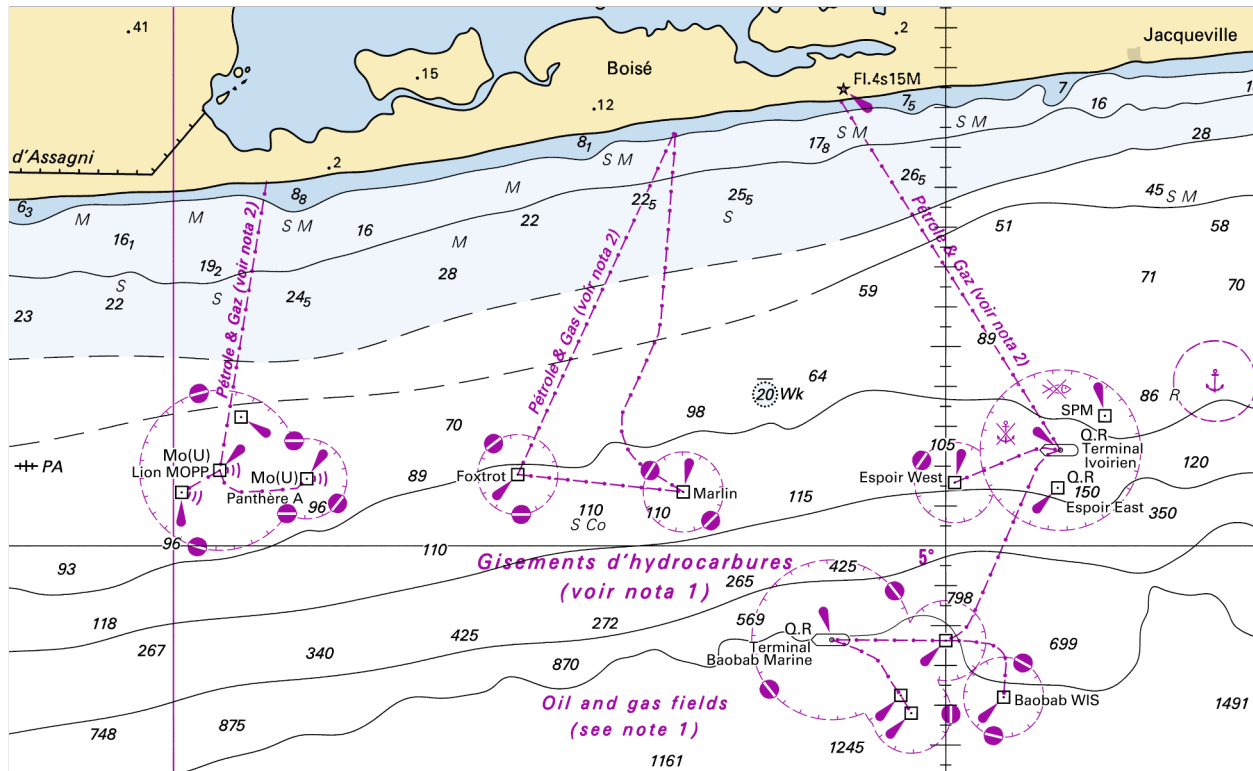 .41
.2
Jacqueville
Boisé
.15
Fl.4s15M
.12
7₅
7
16
d'Assagni
.2
8₁
S M
17₈
S M
S M
28
6₃
M
M
8₈
S M
M
22₅
25₅
26₅
45
S M
16₁
16
M
22
S
51
58
19₂
28
S
22
S
24₅
23
59
71
70
Pétrole & Gaz (voir nota 2)
Pétrole & Gas (voir nota 2)
Pétrole & Gaz (voir nota 2)
89
64
20 Wk
86
R
70
98
SPM
Q.R
Terminal
Ivoirien
105
120
PA
Mo(U)
Lion MOPP
Mo(U)
Panthère A
96
89
Foxtrot
Marlin
110
S Co
110
115
Espoir West
Q.R
150
Espoir East
350
96
93
110
Gisements d'hydrocarbures
(voir nota 1)
265
425
5°
798
118
267
340
425
272
569
Q.R
Terminal
Baobab Marine
699
870
Oil and gas fields
(see note 1)
Baobab WIS
1491
748
875
1161
1245